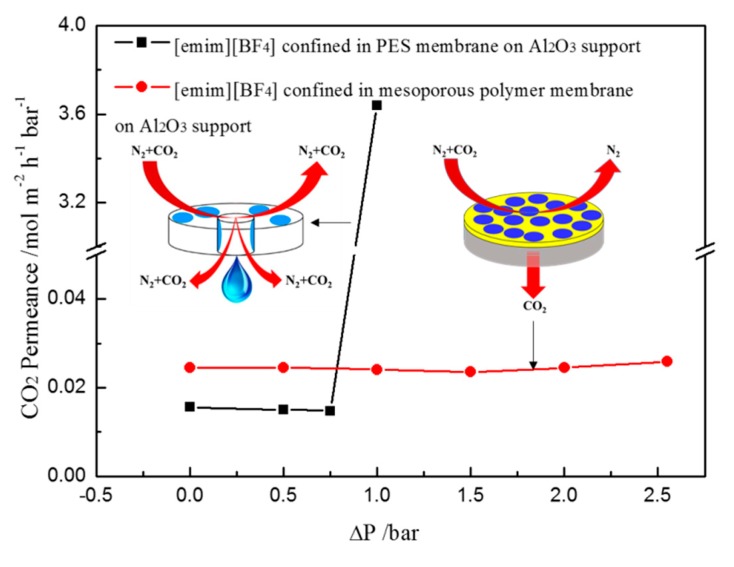 4.0
[emim][BF4] confined in PES membrane on Al2O3 support
[emim][BF4] confined in mesoporous polymer membrane
on Al2O3 support
3.6
N₂+CO₂ N₂+CO₂ N₂+CO₂ N₂
3.2
N₂+CO₂ N₂+CO₂
CO₂
0.04
0.02
0.00
CO2 Permeance /mol m⁻² h⁻¹ bar⁻¹
-0.5 0.0 0.5 1.0 1.5 2.0 2.5
ΔP /bar